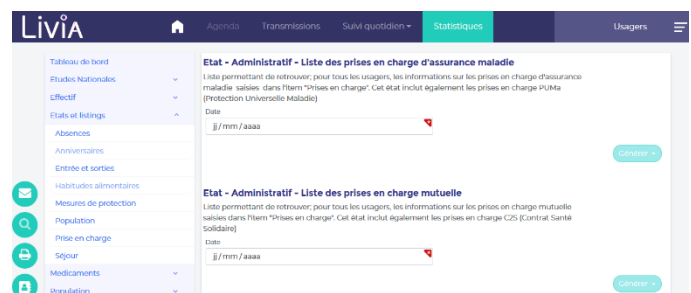 LiviA
Agenda Transmissions Suivi quotidien Statistiques Usagers
Tableau de bord
Etudes Nationales
Effectif
Etats et listings
Absences
Anniversaires
Entrée et sorties
Habitudes alimentaires
Mesures de protection
Population
Prise en charge
Séjour
Medicaments
Population
Etat - Administratif - Liste des prises en charge d'assurance maladie
Liste permettant de retrouver; pour tous les usagers, les informations sur les prises en charge d'assurance
maladie saisies dans l'item "Prises en charge". Cet état inclut également les prises en charge PUMa
(Protection Universelle Maladie)
Date
jj/mm/aaaa
Générer
Etat - Administratif - Liste des prises en charge mutuelle
Liste permettant de retrouver; pour tous les usagers, les informations sur les prises en charge mutuelle
saisies dans l'item "Prises en charge". Cet état inclut également les prises en charge C2S (Contrat Santé
Solidaire)
Date
jj/mm/aaaa
Générer